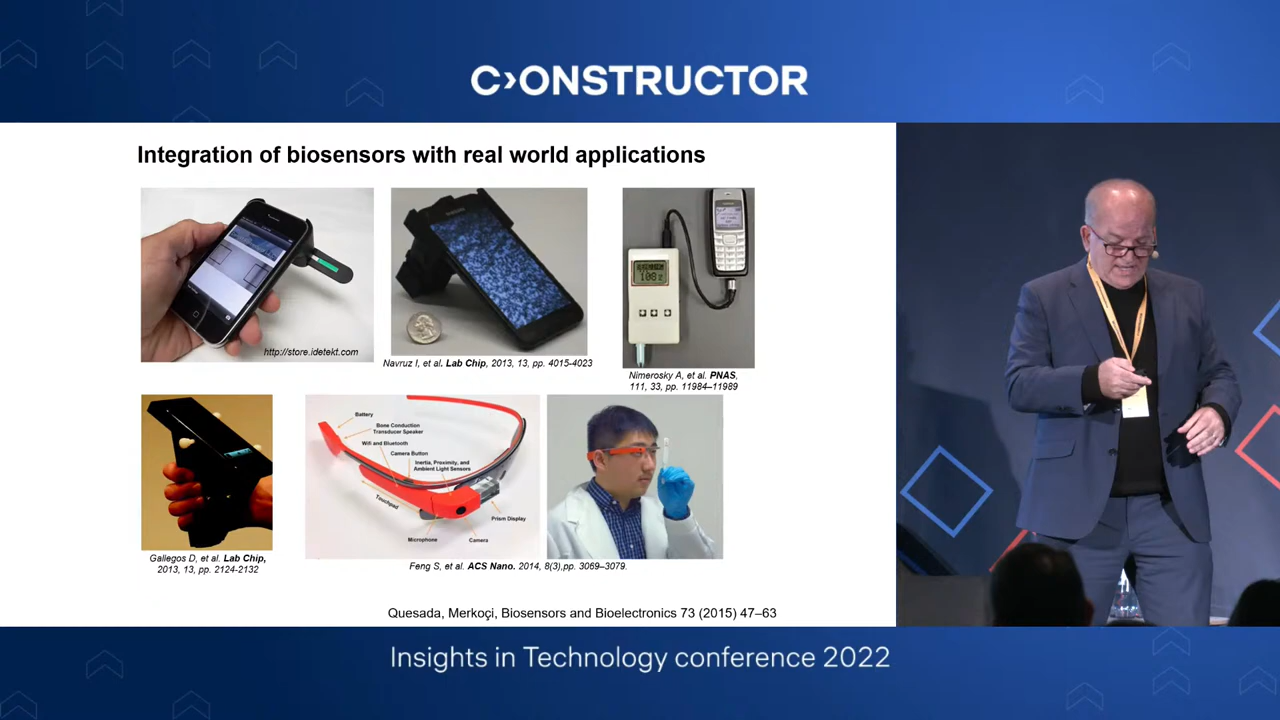 C›ONSTRUCTOR
Integration of biosensors with real world applications
http://store.idetekt.com
Navruz I, et al. Lab Chip, 2013, 13, pp. 4015-4023
Nimerosky A, et al. PNAS,
111, 33, pp. 11984–11989
Battery
Bone Conduction
Transducer Speaker
Wifi and Bluetooth
Camera Button
Inertia, Proximity, and
Ambient Light Sensors
Touchpad
Prism Display
Microphone
Camera
Gallegos D, et al. Lab Chip,
2013, 13, pp. 2124-2132
Feng S, et al. ACS Nano. 2014, 8(3),pp. 3069–3079.
Quesada, Merkoçi, Biosensors and Bioelectronics 73 (2015) 47–63
Insights in Technology conference 2022